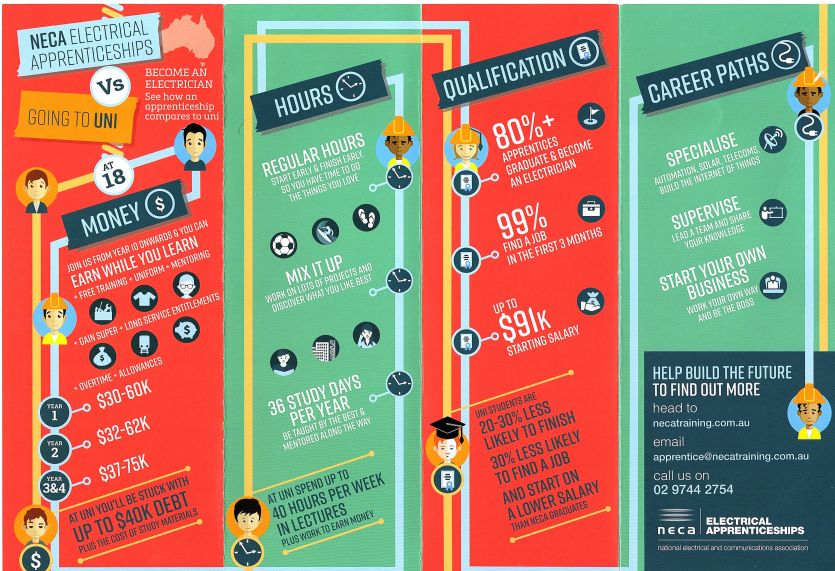 NECA ELECTRICAL
APPRENTICESHIPS
Vs
GOING TO UNI
BECOME AN
ELECTRICIAN
See how an
apprenticeship
compares to uni
AT
18
MONEY $
JOIN US FROM YEAR 10 ONWARDS & YOU CAN
EARN WHILE YOU LEARN
+ FREE TRAINING + UNIFORM + MENTORING
+ GAIN SUPER + LONG SERVICE ENTITLEMENTS
$
$
+ OVERTIME + ALLOWANCES
YEAR
1
$30-60K
YEAR
2
$32-62K
YEAR
3&4
$37-75K
AT UNI YOU'LL BE STUCK WITH
UP TO $40K DEBT
PLUS THE COST OF STUDY MATERIALS
$
HOURS
REGULAR HOURS
START EARLY & FINISH EARLY,
SO YOU HAVE TIME TO DO
THE THINGS YOU LOVE
MIX IT UP
WORK ON LOTS OF PROJECTS AND
DISCOVER WHAT YOU LIKE BEST
36 STUDY DAYS
PER YEAR
BE TAUGHT BY THE BEST &
MENTORED ALONG THE WAY
AT UNI SPEND UP TO
40 HOURS PER WEEK
IN LECTURES
PLUS WORK TO EARN MONEY
QUALIFICATION
80%+
APPRENTICES
GRADUATE & BECOME
AN ELECTRICIAN
99%
FIND A JOB
IN THE FIRST 3 MONTHS
UP TO
$91K
STARTING SALARY
$
UNI STUDENTS ARE
20-30% LESS
LIKELY TO FINISH
30% LESS LIKELY
TO FIND A JOB
AND START ON
A LOWER SALARY
THAN NECA GRADUATES
CAREER PATHS
SPECIALISE
AUTOMATION, SOLAR, TELECOMS
BUILD THE INTERNET OF THINGS
SUPERVISE
LEAD A TEAM AND SHARE
YOUR KNOWLEDGE
START YOUR OWN
BUSINESS
WORK YOUR OWN WAY
AND BE THE BOSS
HELP BUILD THE FUTURE
TO FIND OUT MORE
head to
necatraining.com.au
email
apprentice@necatraining.com.au
call us on
02 9744 2754
neca
ELECTRICAL
APPRENTICESHIPS
national electrical and communications association